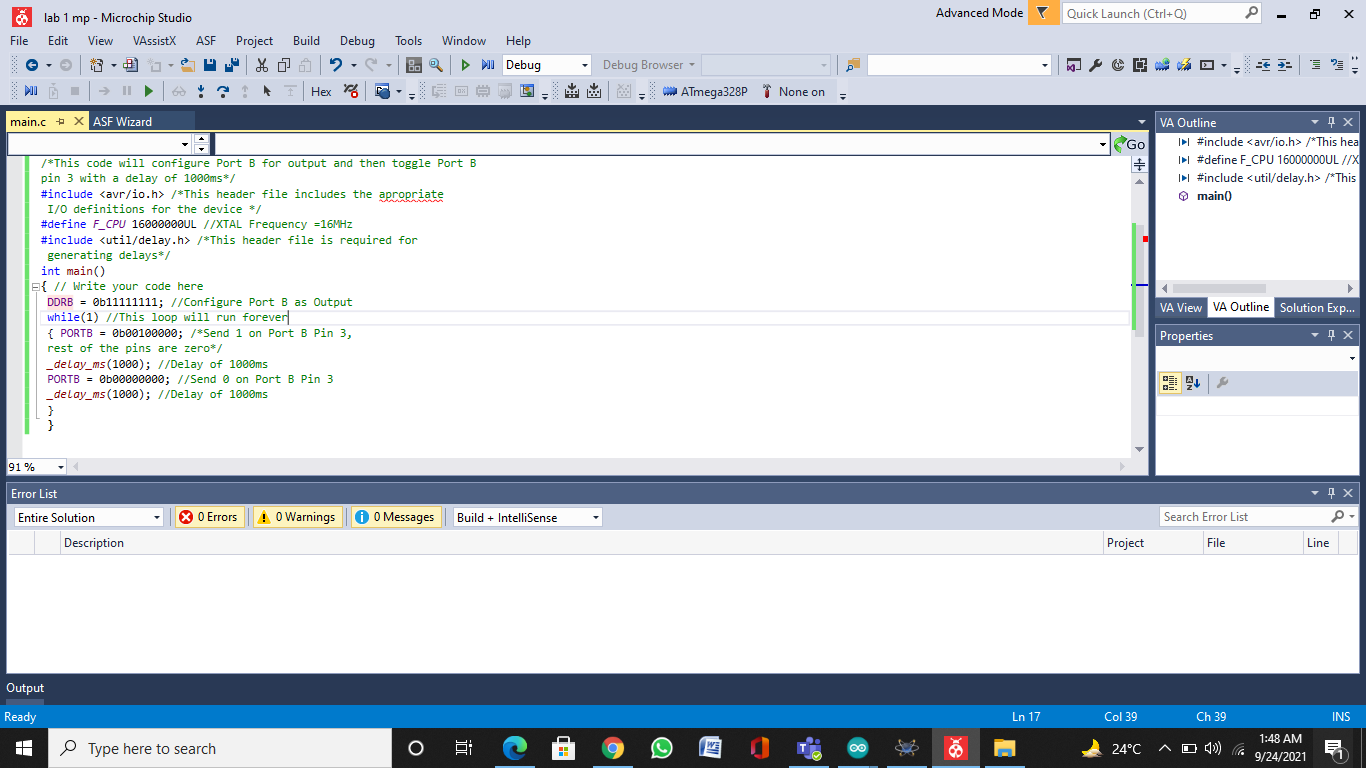 lab 1 mp - Microchip Studio
Advanced Mode
Quick Launch (Ctrl+Q)
File Edit View VAssistX ASF Project Build Debug Tools Window Help
Debug
Debug Browser
Hex
ATmega328P
None on
main.c
ASF Wizard
Go
/*This code will configure Port B for output and then toggle Port B
pin 3 with a delay of 1000ms*/
#include <avr/io.h> /*This header file includes the apropriate
I/O definitions for the device */
#define F_CPU 16000000UL //XTAL Frequency =16MHz
#include <util/delay.h> /*This header file is required for
generating delays*/
int main()
{ // Write your code here
DDRB = 0b11111111; //Configure Port B as Output
while(1) //This loop will run forever
{ PORTB = 0b00100000; /*Send 1 on Port B Pin 3,
rest of the pins are zero*/
_delay_ms(1000); //Delay of 1000ms
PORTB = 0b00000000; //Send 0 on Port B Pin 3
_delay_ms(1000); //Delay of 1000ms
}
}
91 %
VA Outline
#include <avr/io.h> /*This hea
#define F_CPU 16000000UL //X
#include <util/delay.h> /*This
main()
VA View VA Outline Solution Exp...
Properties
Error List
Entire Solution
0 Errors
0 Warnings
0 Messages
Build + IntelliSense
Search Error List
Description Project File Line
Output
Ready
Ln 17 Col 39 Ch 39 INS
Type here to search
24°C
1:48 AM
9/24/2021
1